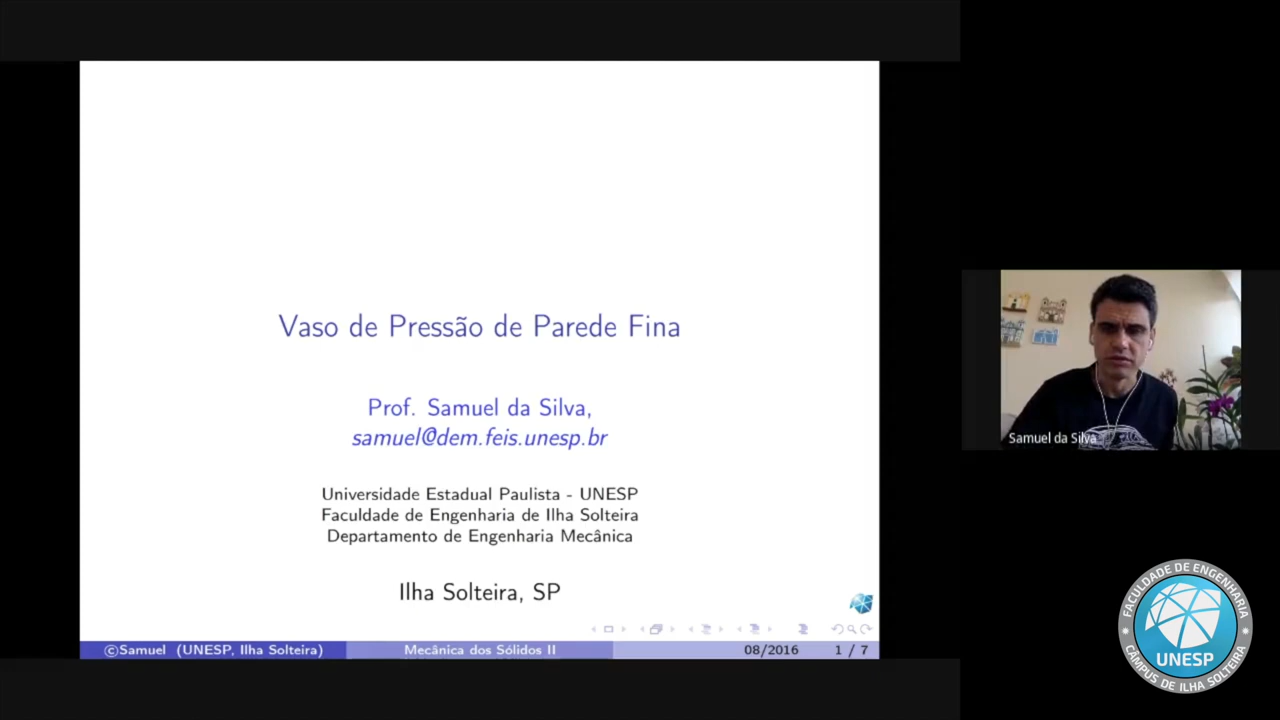 Vaso de Pressão de Parede Fina
Prof. Samuel da Silva,
samuel@dem.feis.unesp.br
Universidade Estadual Paulista - UNESP
Faculdade de Engenharia de Ilha Solteira
Departamento de Engenharia Mecânica
Ilha Solteira, SP
©Samuel (UNESP, Ilha Solteira)
Mecânica dos Sólidos II
08/2016
1 / 7
Samuel da Silva
FACULDADE DE ENGENHARIA
UNESP
CÂMPUS DE ILHA SOLTEIRA